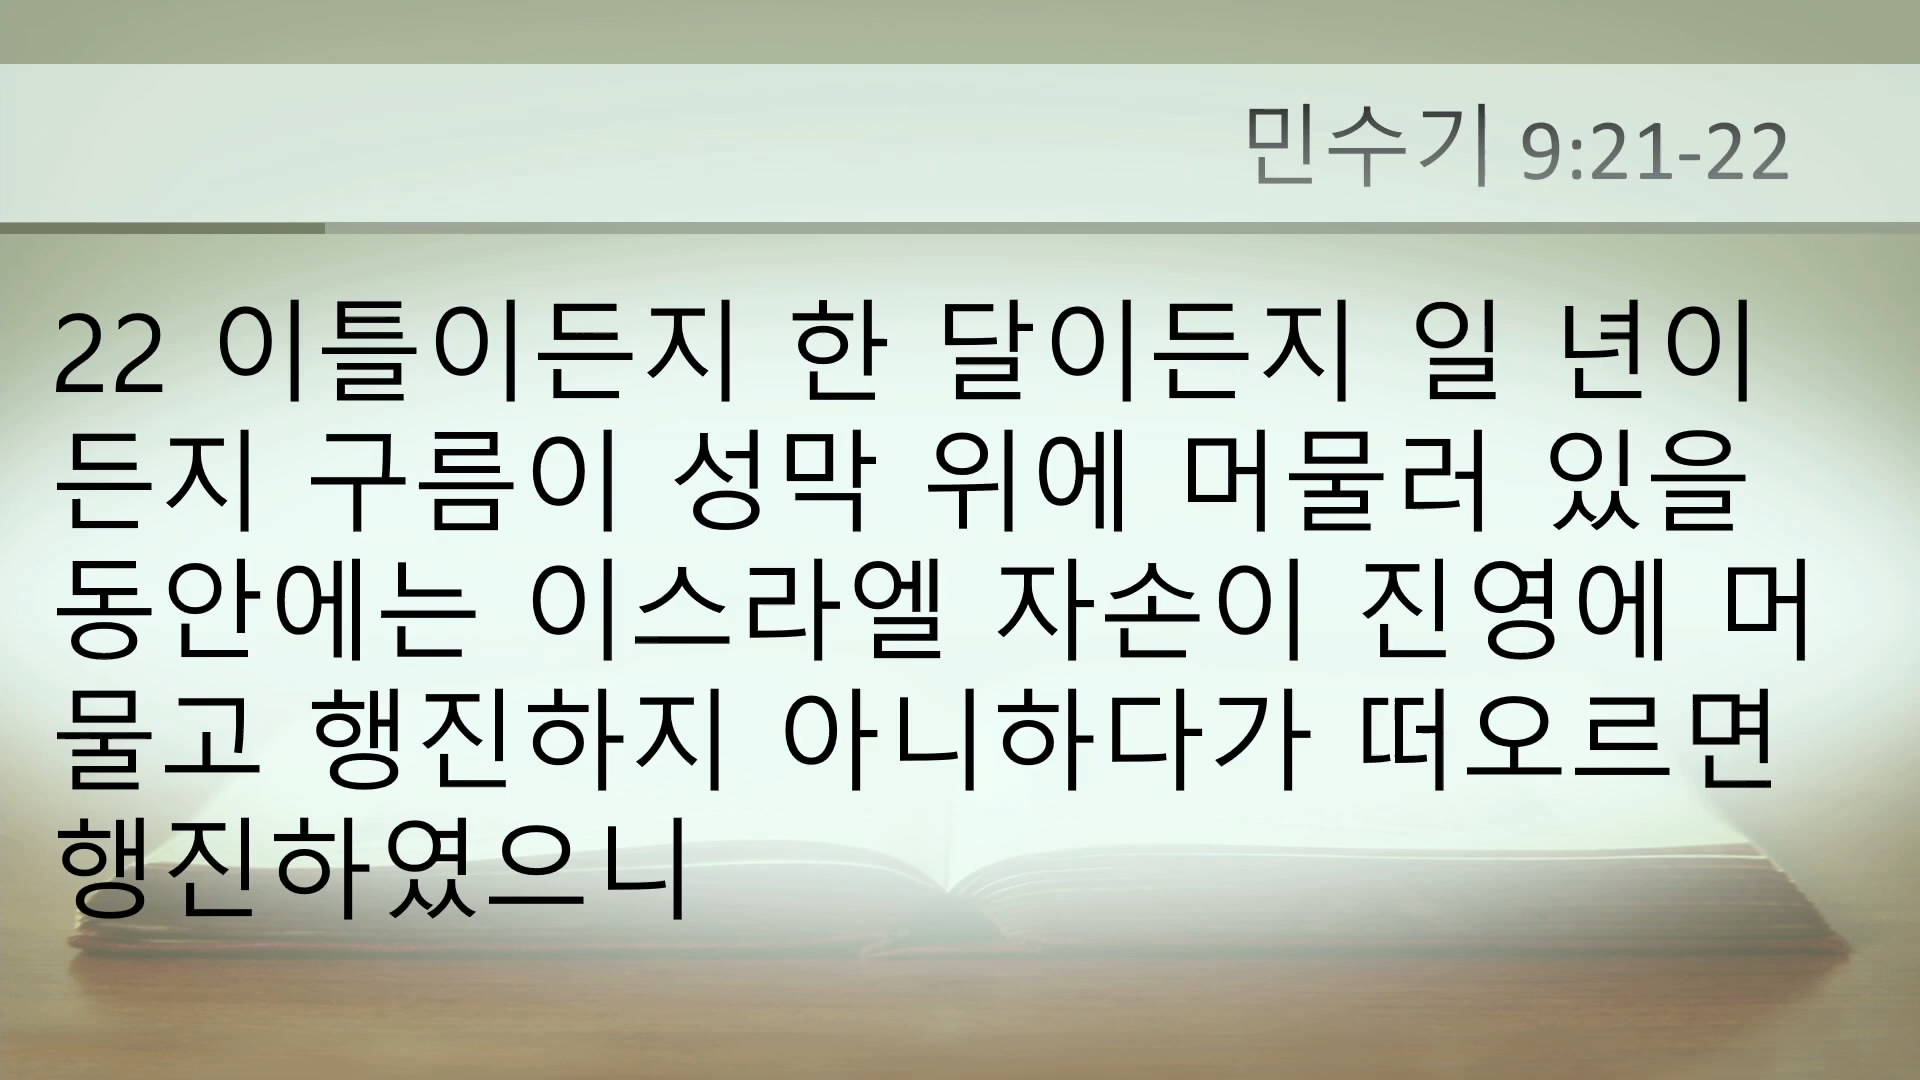 민수기 9:21-22
22 이틀이든지 한 달이든지 일 년이
든지 구름이 성막 위에 머물러 있을
동안에는 이스라엘 자손이 진영에 머
물고 행진하지 아니하다가 떠오르면
행진하였으니